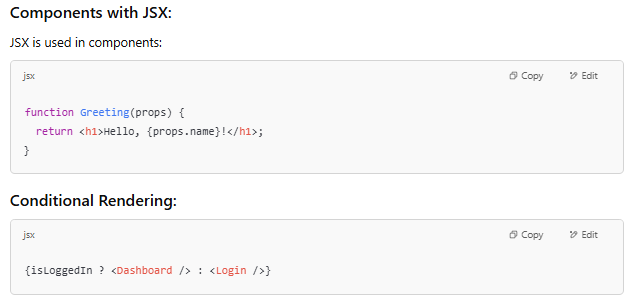 Components with JSX:
JSX is used in components:
jsx Copy Edit
function Greeting(props) {
  return <h1>Hello, {props.name}!</h1>;
}
Conditional Rendering:
jsx Copy Edit
{isLoggedIn ? <Dashboard /> : <Login />}